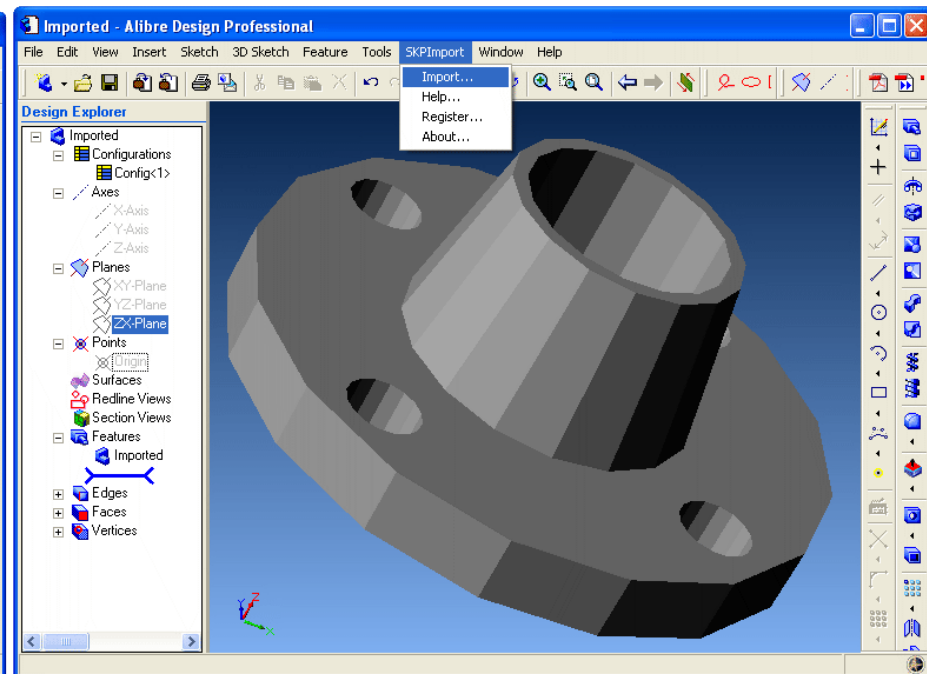 Imported - Alibre Design Professional
File Edit View Insert Sketch 3D Sketch Feature Tools SKPImport Window Help
Import...
Help...
Register...
About...
Design Explorer
Imported
Configurations
Config<1>
Axes
X-Axis
Y-Axis
Z-Axis
Planes
XY-Plane
YZ-Plane
ZX-Plane
Points
Origin
Surfaces
Redline Views
Section Views
Features
Imported
Edges
Faces
Vertices
Y Z
X